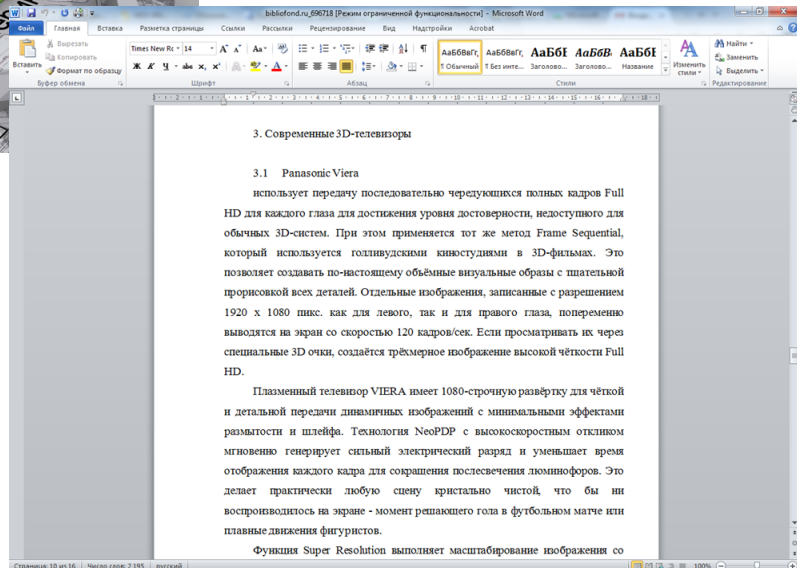 bibliofond.ru_696718 [Режим ограниченной функциональности] - Microsoft Word
Файл Главная Вставка Разметка страницы Ссылки Рассылки Рецензирование Вид Надстройки Acrobat
Вставить
Вырезать
Копировать
Формат по образцу
Буфер обмена
Times New Rc 14
Ж К Ч abc x, x²
Шрифт
Абзац
АаБбВвГг, АаБбВвГг, АаБбІ АаБбВ АаБбІ
¶ Обычный ¶ Без инте... Заголово... Заголово... Название
Стили
Изменить стили
Найти
Заменить
Выделить
Редактирование
3. Современные 3D-телевизоры
3.1 Panasonic Viera
использует передачу последовательно чередующихся полных кадров Full
HD для каждого глаза для достижения уровня достоверности, недоступного для
обычных 3D-систем. При этом применяется тот же метод Frame Sequential,
который используется голливудскими киностудиями в 3D-фильмах. Это
позволяет создавать по-настоящему объёмные визуальные образы с тщательной
прорисовкой всех деталей. Отдельные изображения, записанные с разрешением
1920 x 1080 пикс. как для левого, так и для правого глаза, попеременно
выводятся на экран со скоростью 120 кадров/сек. Если просматривать их через
специальные 3D очки, создаётся трёхмерное изображение высокой чёткости Full
HD.
Плазменный телевизор VIERA имеет 1080-строчную развёртку для чёткой
и детальной передачи динамичных изображений с минимальными эффектами
размытости и шлейфа. Технология NeoPDP с высокоскоростным откликом
мгновенно генерирует сильный электрический разряд и уменьшает время
отображения каждого кадра для сокращения послесвечения люминофоров. Это
делает практически любую сцену кристально чистой, что бы ни
воспроизводилось на экране - момент решающего гола в футбольном матче или
плавные движения фигуристов.
Функция Super Resolution выполняет масштабирование изображения со
Страница: 10 из 16 Число слов: 2 195 русский 100%